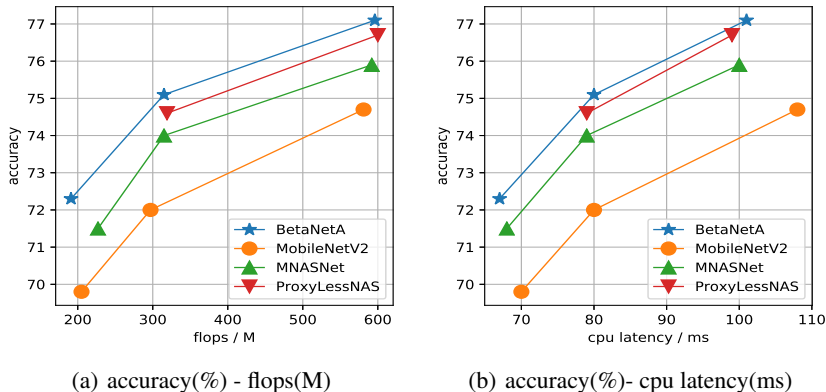 77
76
75
74
73
72
71
70
accuracy
200 300 400 500 600
flops / M
BetaNetA
MobileNetV2
MNASNet
ProxyLessNAS
(a) accuracy(%) - flops(M)
77
76
75
74
73
72
71
70
accuracy
70 80 90 100 110
cpu latency / ms
BetaNetA
MobileNetV2
MNASNet
ProxyLessNAS
(b) accuracy(%)- cpu latency(ms)